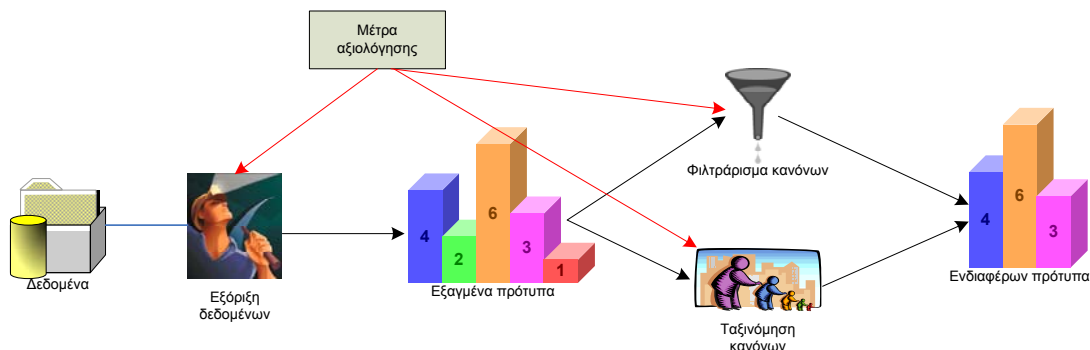 Μέτρα
αξιολόγησης
Δεδομένα
Εξόριξη
δεδομένων
4
2
6
3
1
Εξαγμένα πρότυπα
Φιλτράρισμα κανόνων
Ταξινόμηση
κανόνων
4
6
3
Ενδιαφέρων πρότυπα